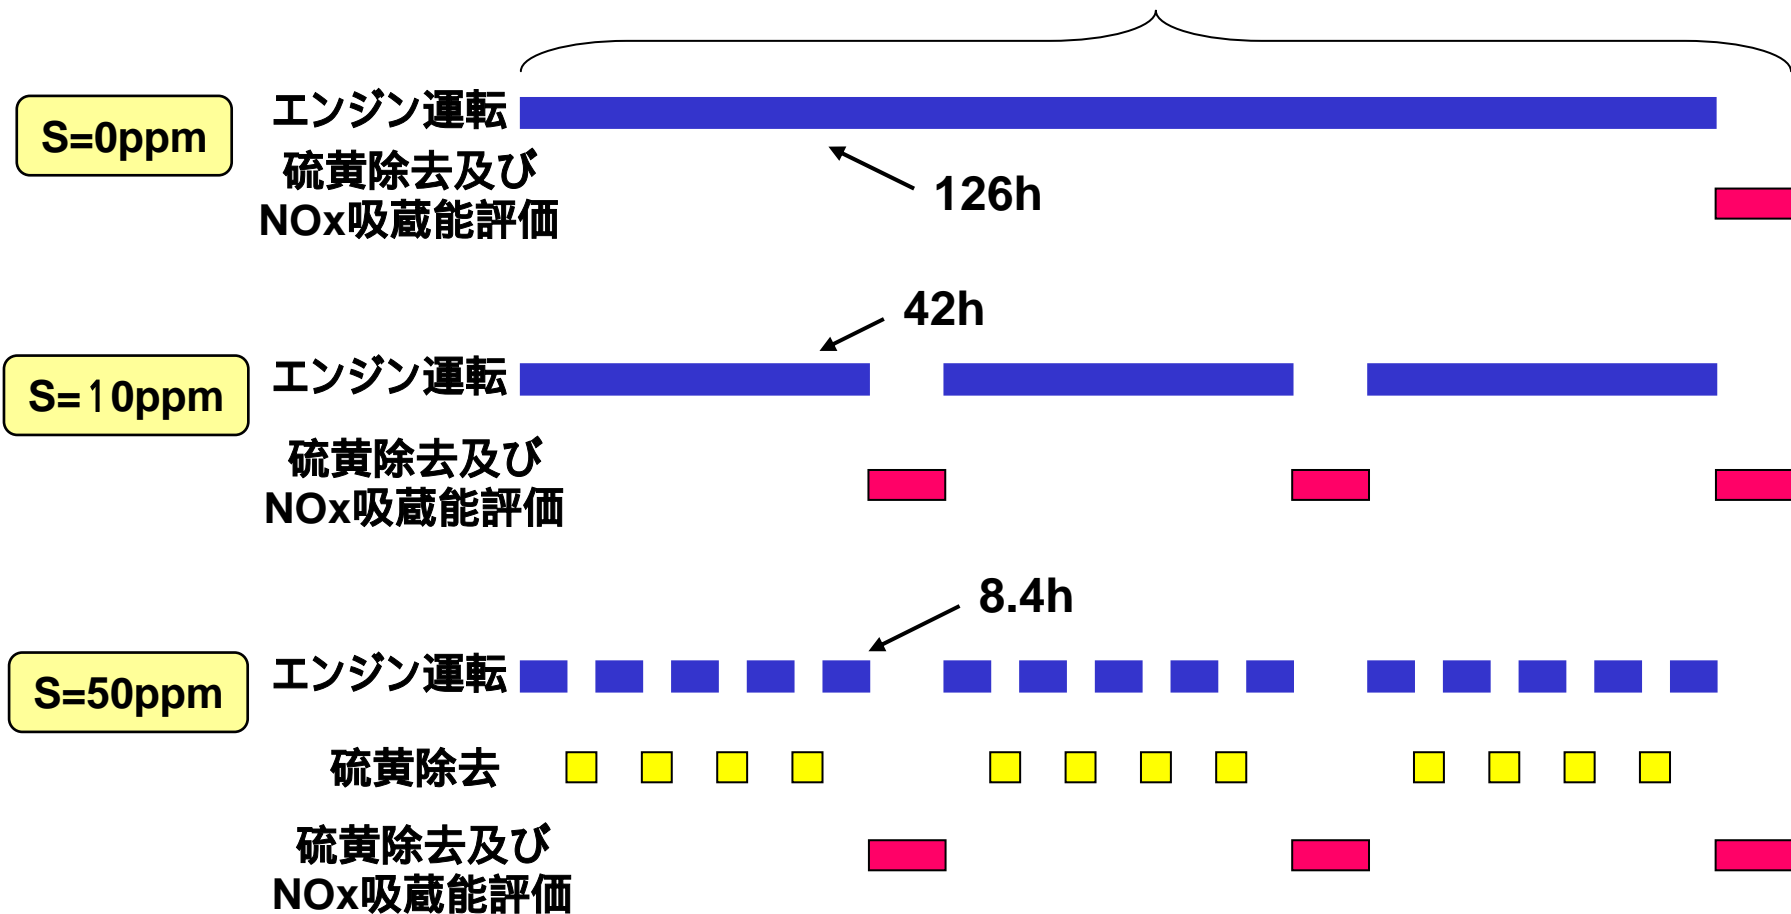 S=0ppm
エンジン運転
硫黄除去及び
NOx吸蔵能評価
126h
42h
S=１0ppm
エンジン運転
硫黄除去及び
NOx吸蔵能評価
8.4h
S=50ppm
エンジン運転
硫黄除去
硫黄除去及び
NOx吸蔵能評価